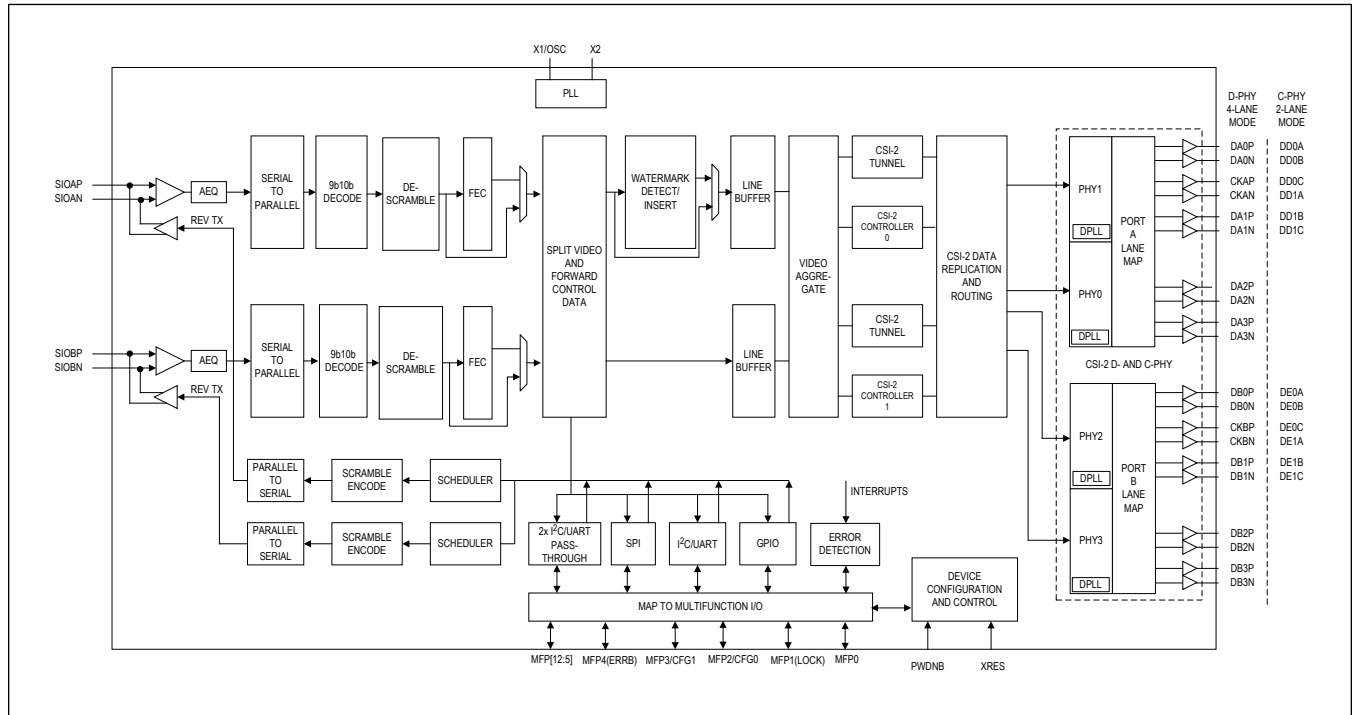 X1/OSC X2
PLL
D-PHY
4-LANE
MODE
C-PHY
2-LANE
MODE
SIOAP
SIOAN
AEQ
REV TX
SERIAL
TO
PARALLEL
9b10b
DECODE
DE-
SCRAMBLE
FEC
SIOBP
SIOBN
AEQ
REV TX
SERIAL
TO
PARALLEL
9b10b
DECODE
DE-
SCRAMBLE
FEC
SPLIT VIDEO
AND
FORWARD
CONTROL
DATA
WATERMARK
DETECT/
INSERT
LINE
BUFFER
LINE
BUFFER
VIDEO
AGGRE-
GATE
CSI-2
TUNNEL
CSI-2
CONTROLLER
0
CSI-2
TUNNEL
CSI-2
CONTROLLER
1
CSI-2 DATA
REPLICATION
AND
ROUTING
PHY1
DPLL
PHY0
DPLL
PORT
A
LANE
MAP
CSI-2 D- AND C-PHY
PHY2
DPLL
PHY3
DPLL
PORT
B
LANE
MAP
DA0P DD0A
DA0N DD0B
CKAP DD0C
CKAN DD1A
DA1P DD1B
DA1N DD1C
DA2P
DA2N
DA3P
DA3N
DB0P DE0A
DB0N DE0B
CKBP DE0C
CKBN DE1A
DB1P DE1B
DB1N DE1C
DB2P
DB2N
DB3P
DB3N
PARALLEL
TO
SERIAL
SCRAMBLE
ENCODE
SCHEDULER
PARALLEL
TO
SERIAL
SCRAMBLE
ENCODE
SCHEDULER
2x I²C/UART
PASS-
THROUGH
SPI
I²C/UART
GPIO
INTERRUPTS
ERROR
DETECTION
MAP TO MULTIFUNCTION I/O
DEVICE
CONFIGURATION
AND CONTROL
MFP[12:5] MFP4(ERRB) MFP3/CFG1 MFP2/CFG0 MFP1(LOCK) MFP0
PWDNB XRES